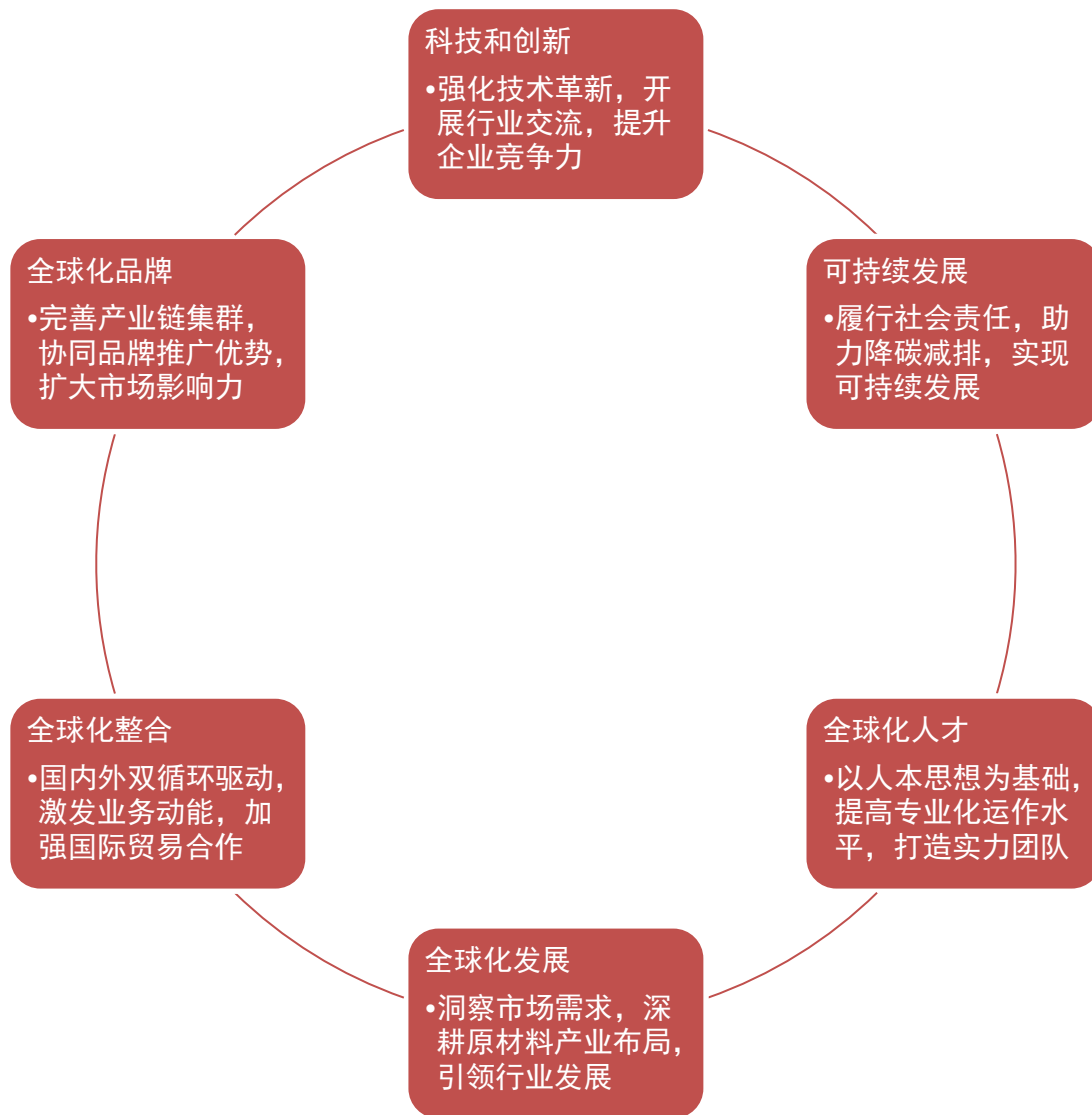 科技和创新
•强化技术革新，开
展行业交流，提升
企业竞争力
可持续发展
•履行社会责任，助
力降碳减排，实现
可持续发展
全球化人才
•以人本思想为基础，
提高专业化运作水
平，打造实力团队
全球化发展
•洞察市场需求，深
耕原材料产业布局，
引领行业发展
全球化整合
•国内外双循环驱动，
激发业务动能，加
强国际贸易合作
全球化品牌
•完善产业链集群，
协同品牌推广优势，
扩大市场影响力